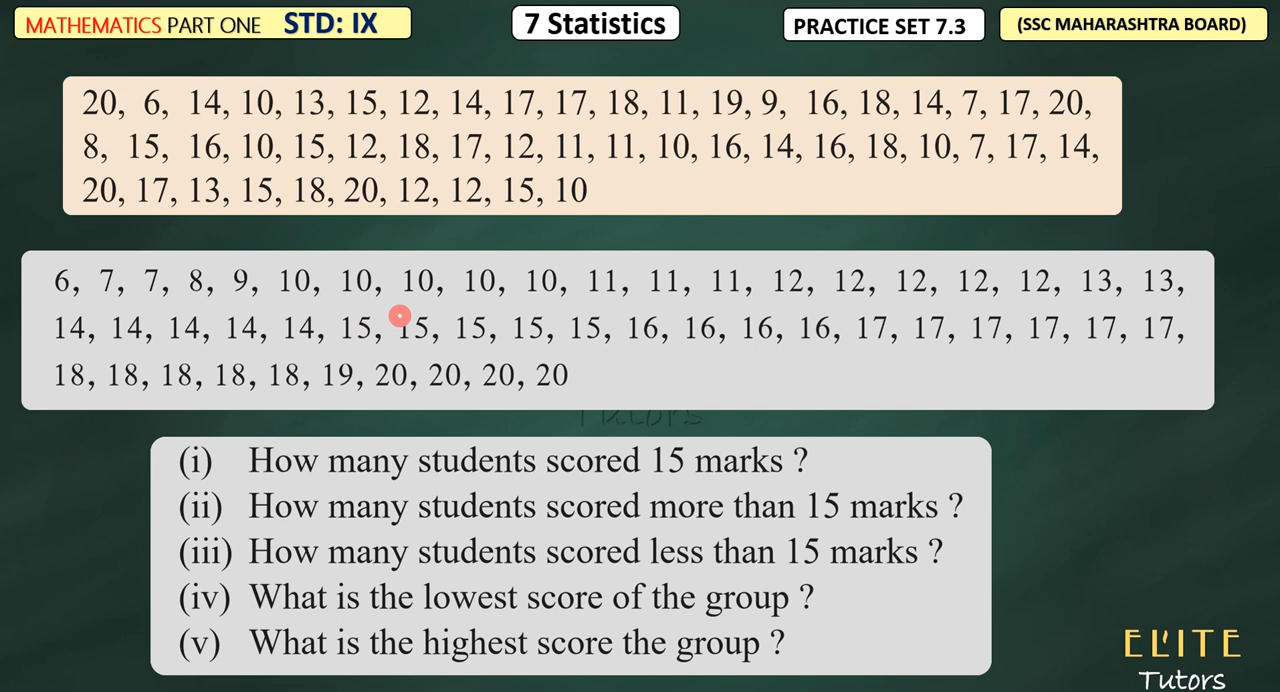 MATHEMATICS PART ONE STD: IX
7 Statistics
PRACTICE SET 7.3
(SSC MAHARASHTRA BOARD)
20, 6, 14, 10, 13, 15, 12, 14, 17, 17, 18, 11, 19, 9, 16, 18, 14, 7, 17, 20,
8, 15, 16, 10, 15, 12, 18, 17, 12, 11, 11, 10, 16, 14, 16, 18, 10, 7, 17, 14,
20, 17, 13, 15, 18, 20, 12, 12, 15, 10
6, 7, 7, 8, 9, 10, 10, 10, 10, 10, 11, 11, 11, 12, 12, 12, 12, 12, 13, 13,
14, 14, 14, 14, 14, 15, 15, 15, 15, 15, 16, 16, 16, 16, 17, 17, 17, 17, 17, 17,
18, 18, 18, 18, 18, 19, 20, 20, 20, 20
Tutors
(i) How many students scored 15 marks ?
(ii) How many students scored more than 15 marks ?
(iii) How many students scored less than 15 marks ?
(iv) What is the lowest score of the group ?
(v) What is the highest score the group ?
ELITE
Tutors